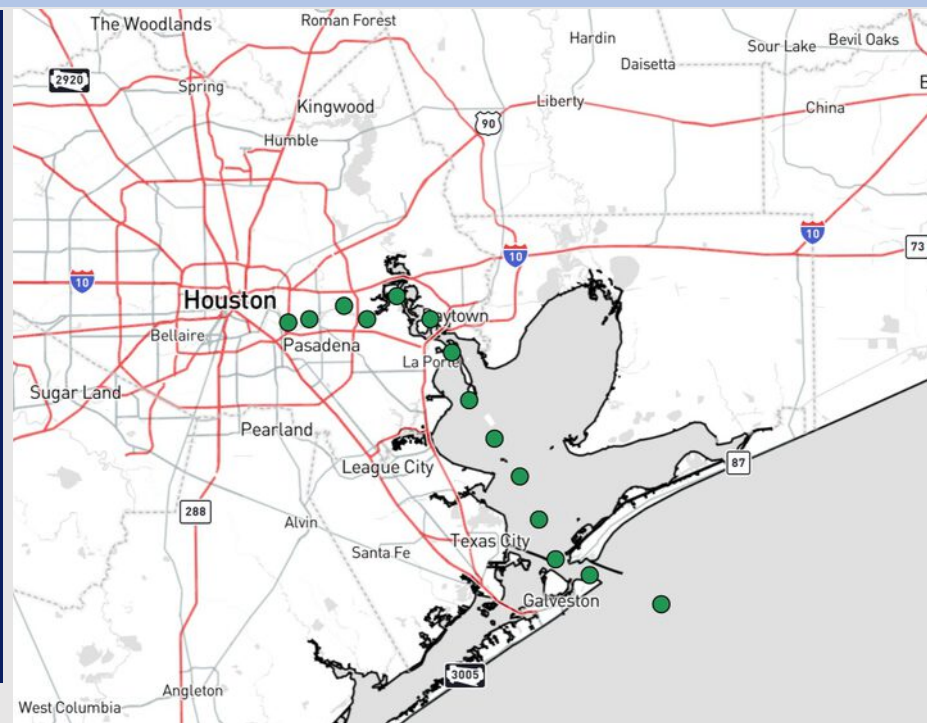 The Woodlands
Roman Forest
Hardin
Sour Lake
Bevil Oaks
Daisetta
2920
Spring
Kingwood
Liberty
China
90
Humble
10
10
10
73
Houston
Bellaire
Pasadena
La Porte
Sugar Land
Pearland
League City
87
288
Alvin
Texas City
Santa Fe
Galveston
3005
Angleton
West Columbia